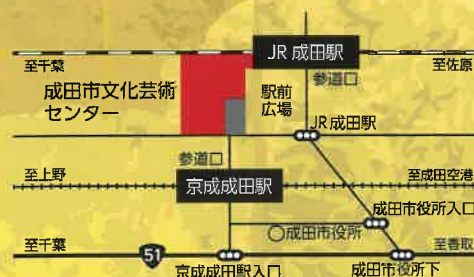 JR 成田駅
至千葉
至佐原
参道口
成田市文化芸術
センター
駅前
広場
JR 成田駅
参道口
至上野
至成田空港
京成成田駅
成田市役所入口
成田市役所
至千葉
51
至香取
京成成田駅入口
成田市役所下